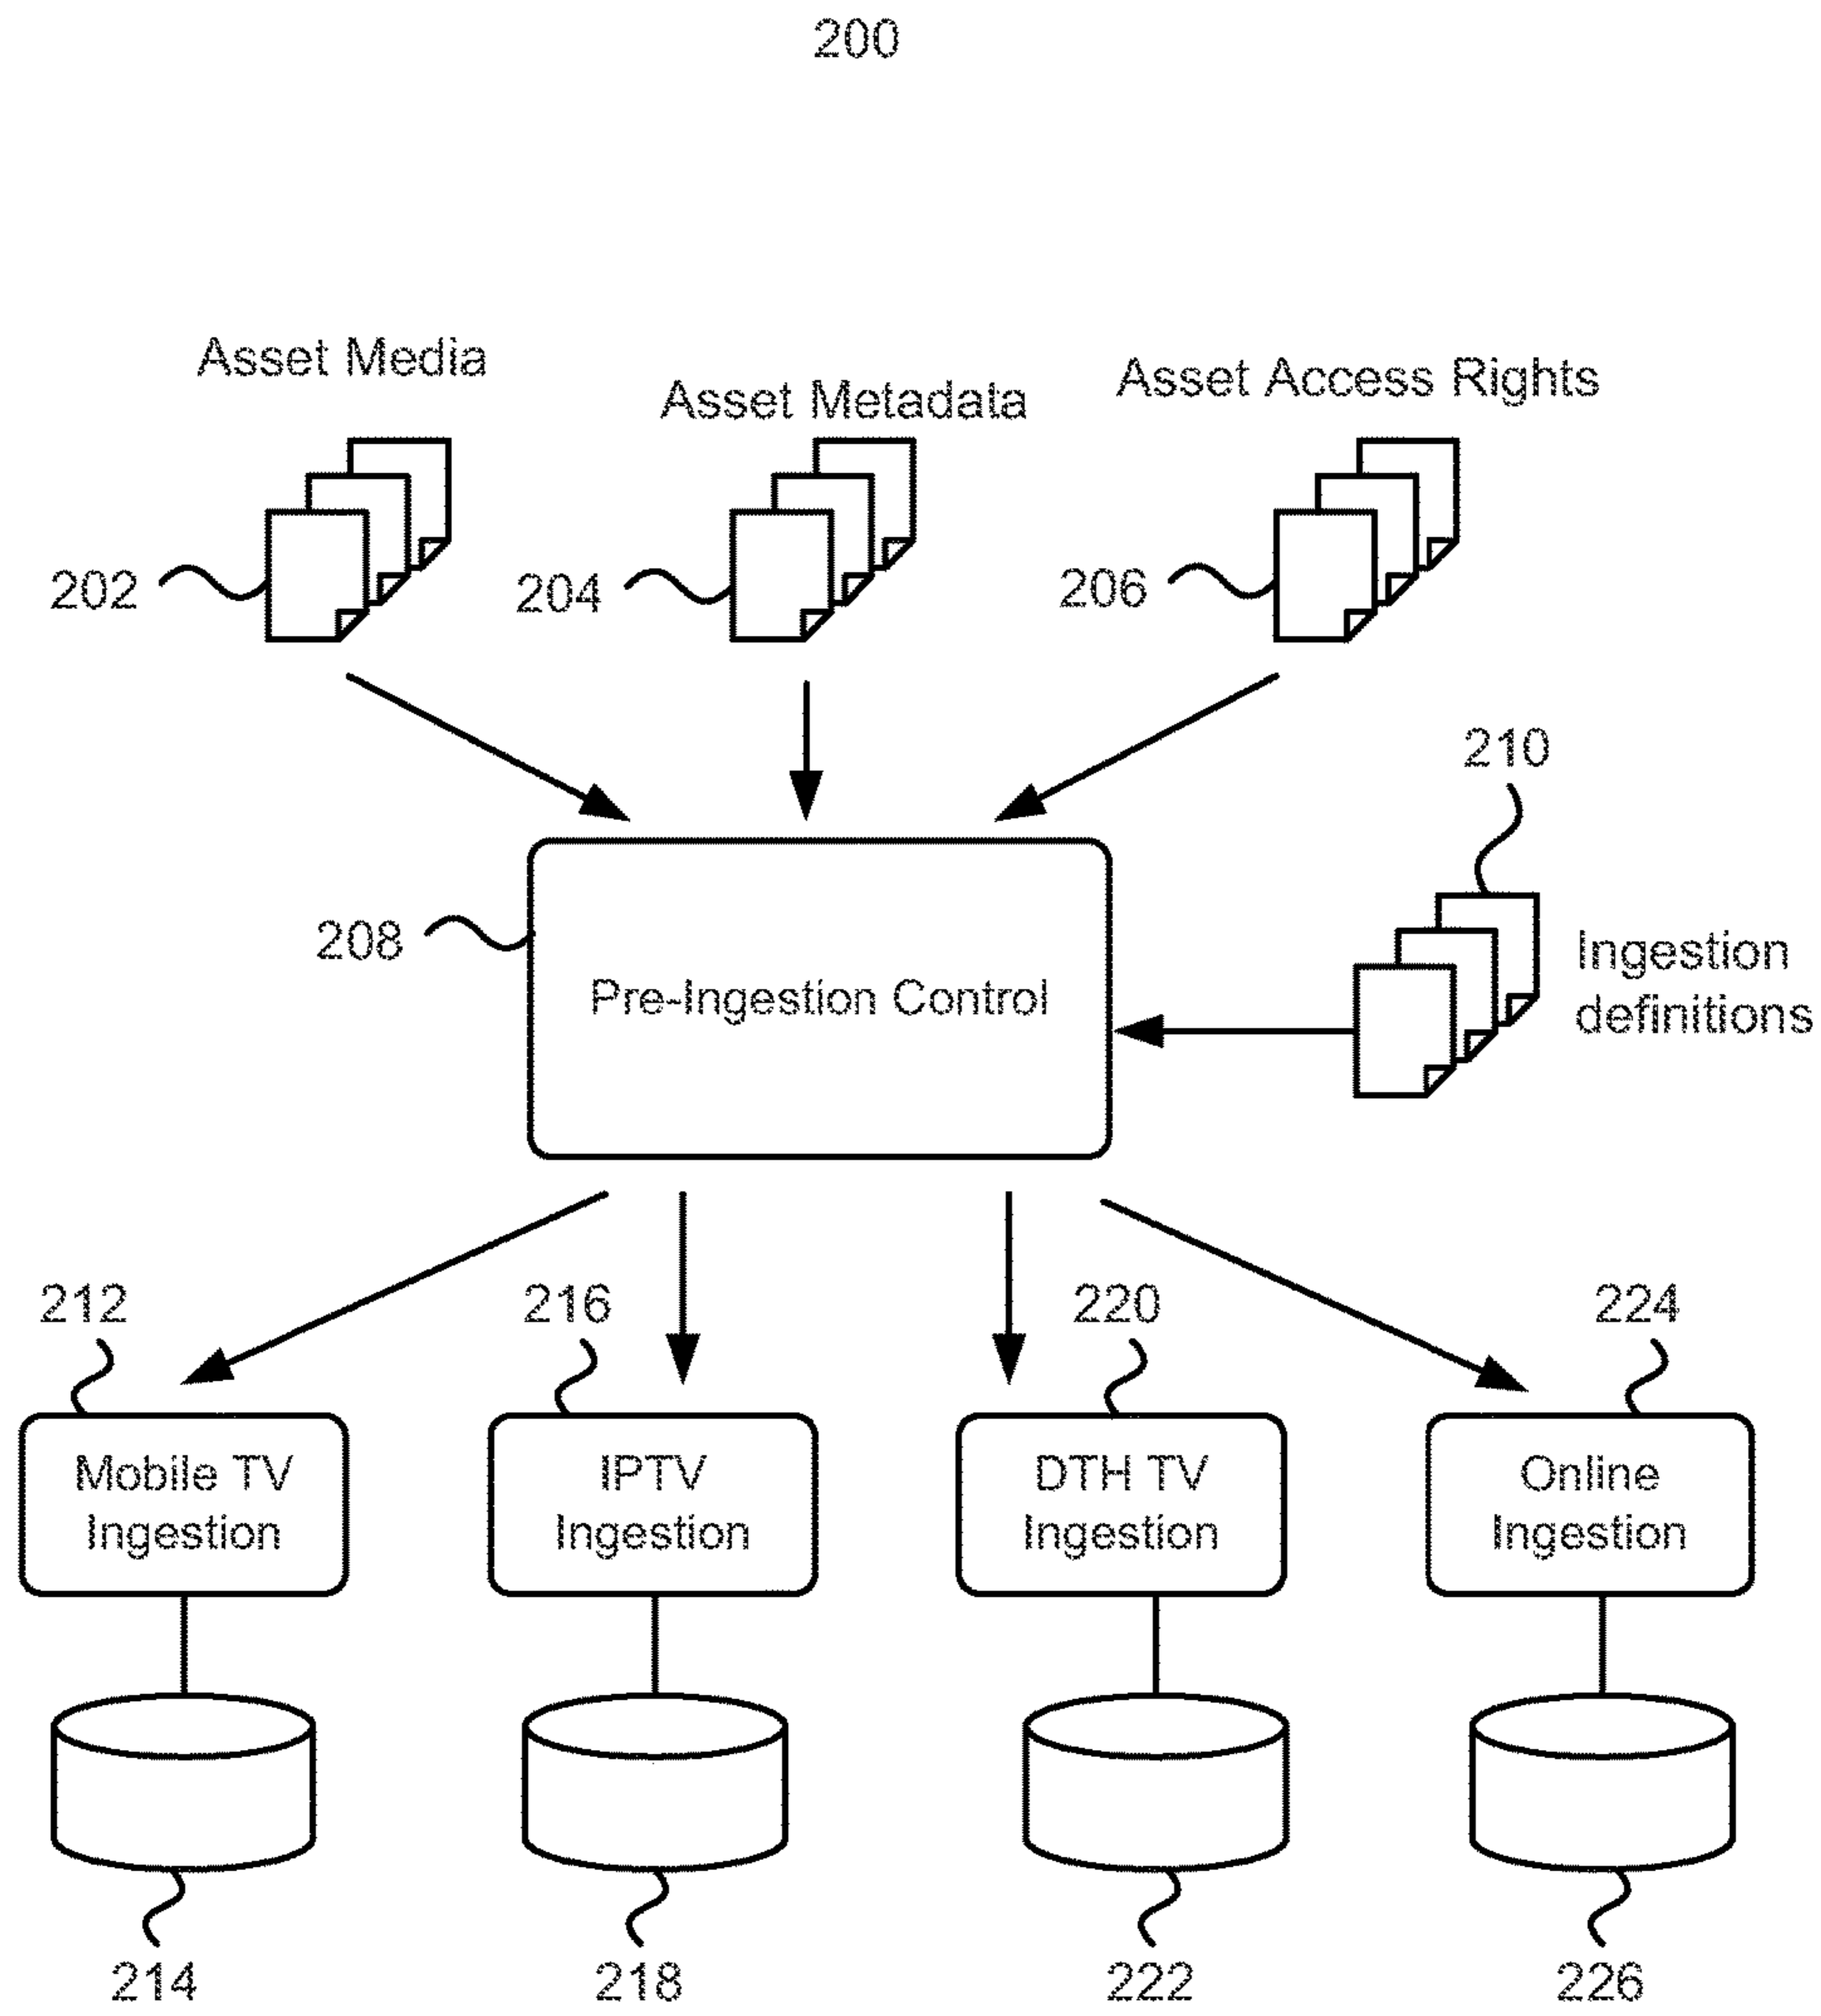 200
Asset Media
Asset Metadata
Asset Access Rights
202
204
206
210
208
Pre-Ingestion Control
Ingestion
definitions
212
216
220
224
Mobile TV
Ingestion
IPTV
Ingestion
DTH TV
Ingestion
Online
Ingestion
214
218
222
226